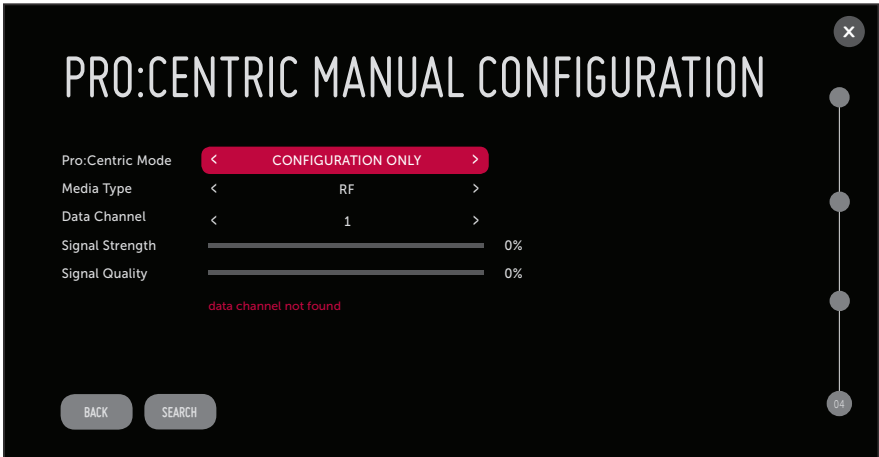 X
PRO:CENTRIC MANUAL CONFIGURATION
Pro:Centric Mode < CONFIGURATION ONLY >
Media Type < RF >
Data Channel < 1 >
Signal Strength 0%
Signal Quality 0%
data channel not found
BACK SEARCH 04